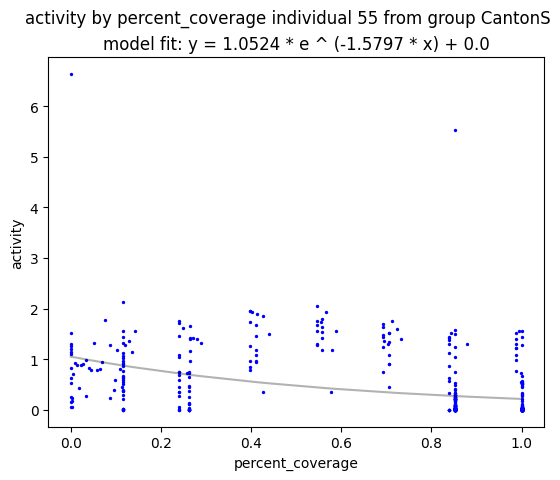 activity by percent_coverage individual 55 from group CantonS
model fit: y = 1.0524 * e ^ (-1.5797 * x) + 0.0
activity
6
5
4
3
2
1
0
0.0 0.2 0.4 0.6 0.8 1.0
percent_coverage